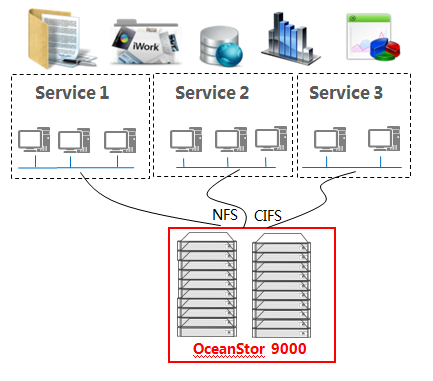 iWork
Service 1
Service 2
Service 3
NFS
CIFS
OceanStor 9000